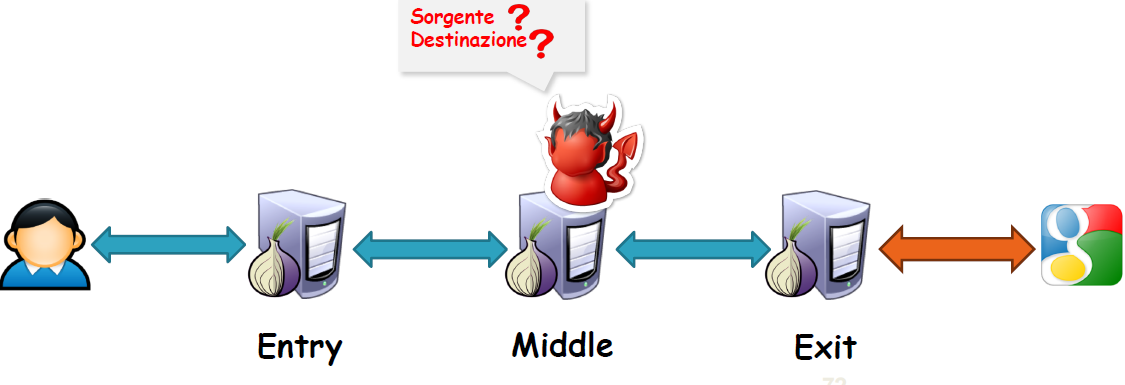 Sorgente ?
Destinazione ?
Entry
Middle
Exit